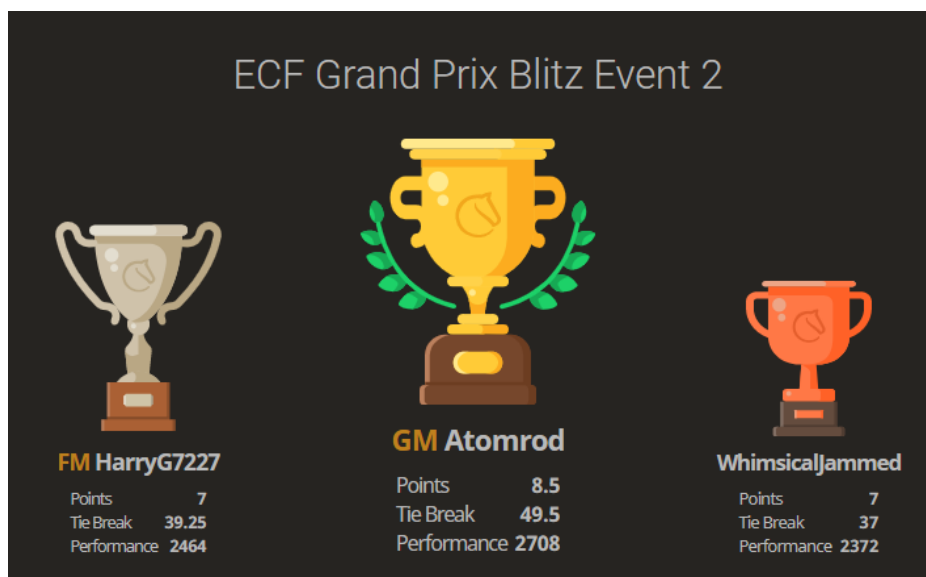 ECF Grand Prix Blitz Event 2
FM HarryG7227
Points 7
Tie Break 39.25
Performance 2464
GM Atomrod
Points 8.5
Tie Break 49.5
Performance 2708
WhimsicalJammed
Points 7
Tie Break 37
Performance 2372